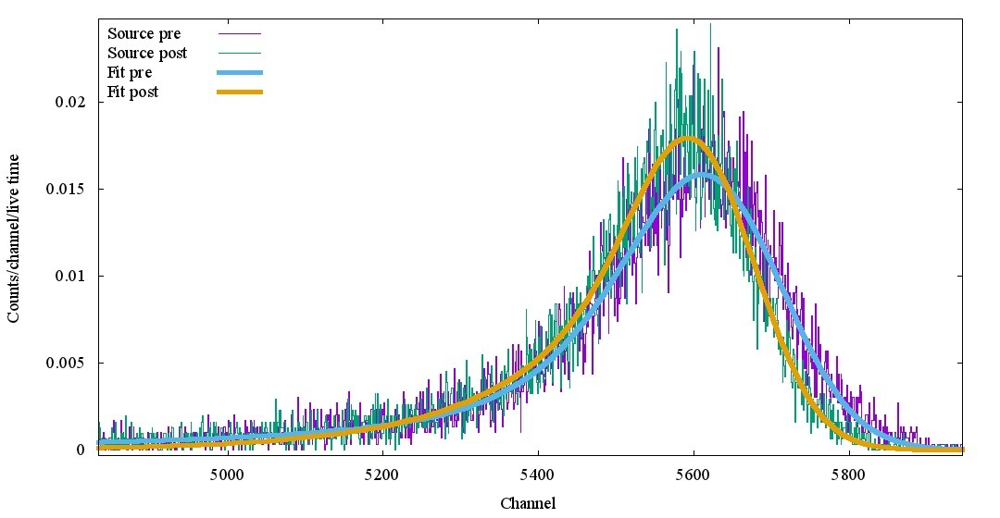 Source pre
Source post
Fit pre
Fit post
0.02
0.015
0.01
0.005
0
Counts/channel/live time
5000 5200 5400 5600 5800
Channel